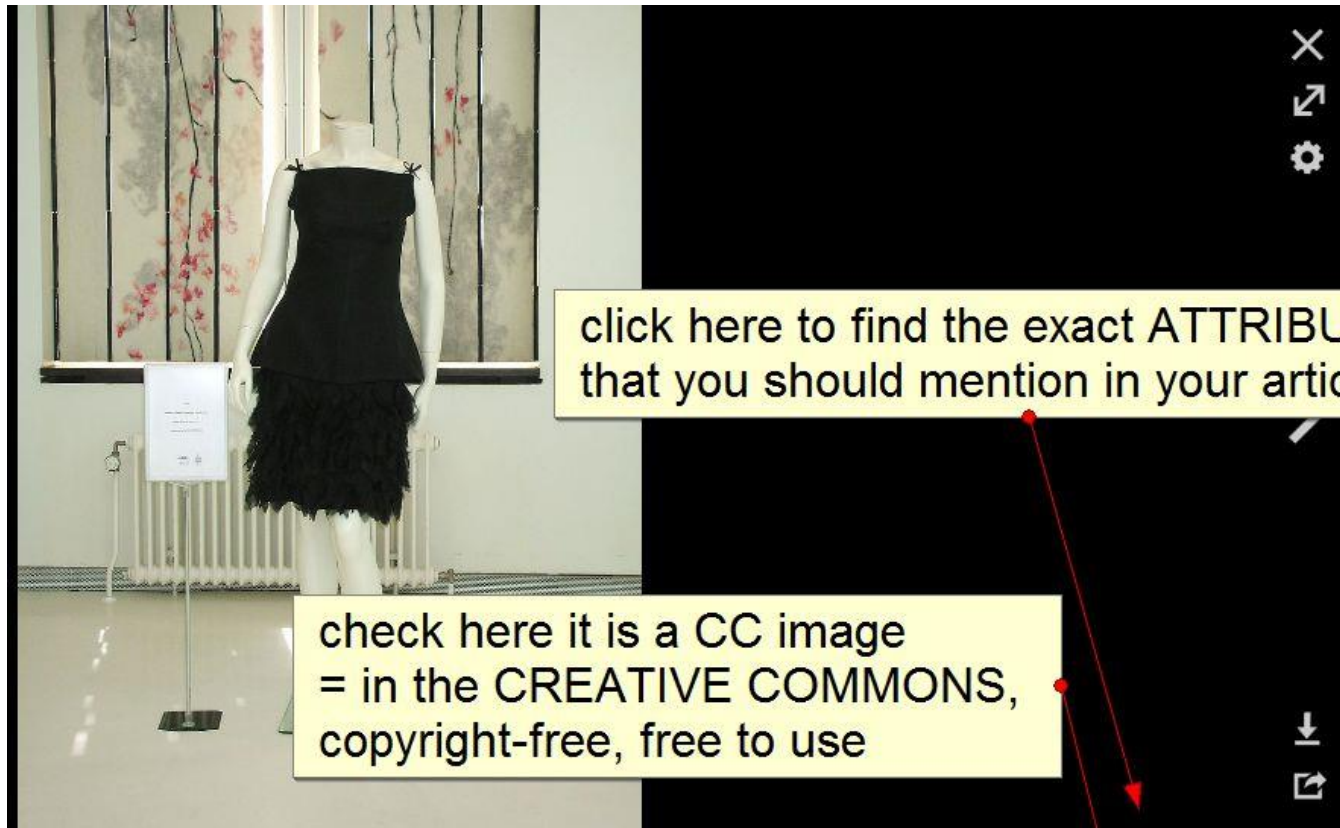 click here to find the exact ATTRIBU
that you should mention in your artic
check here it is a CC image
= in the CREATIVE COMMONS,
copyright-free, free to use